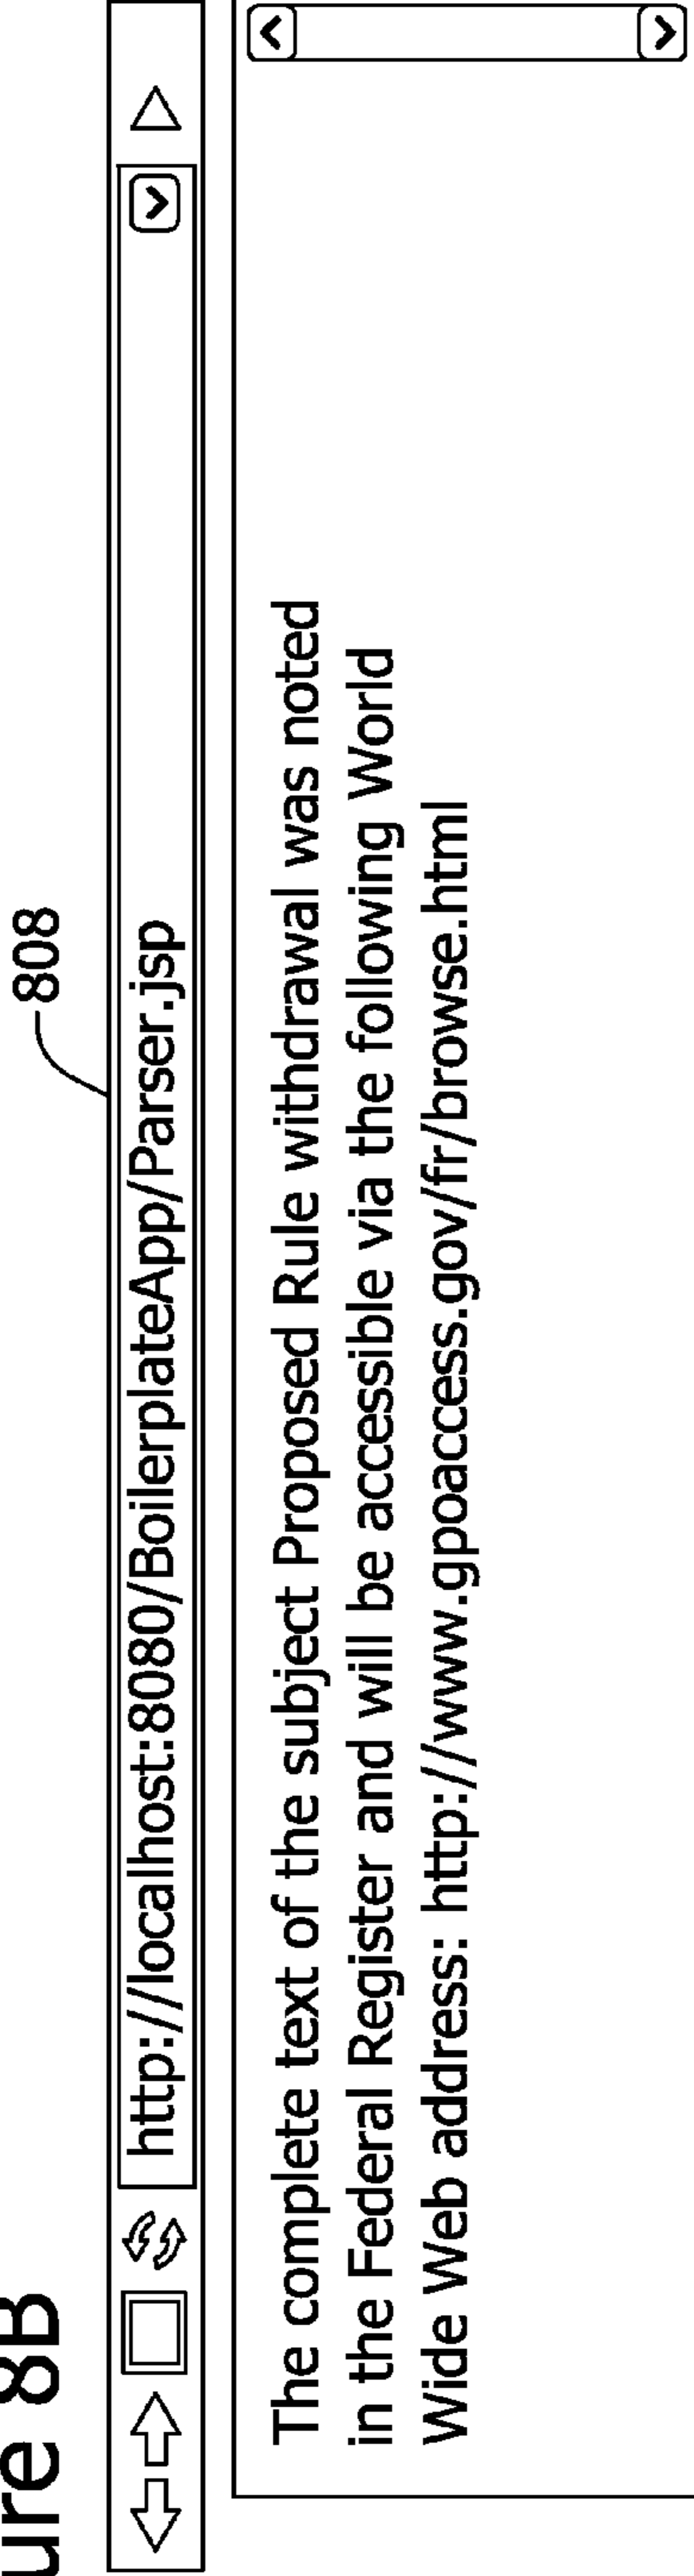 8B
808
http://localhost:8080/BoilerplateApp/Parser.jsp
The complete text of the subject Proposed Rule withdrawal was noted
in the Federal Register and will be accessible via the following World
Wide Web address: http://www.gpoaccess.gov/fr/browse.html